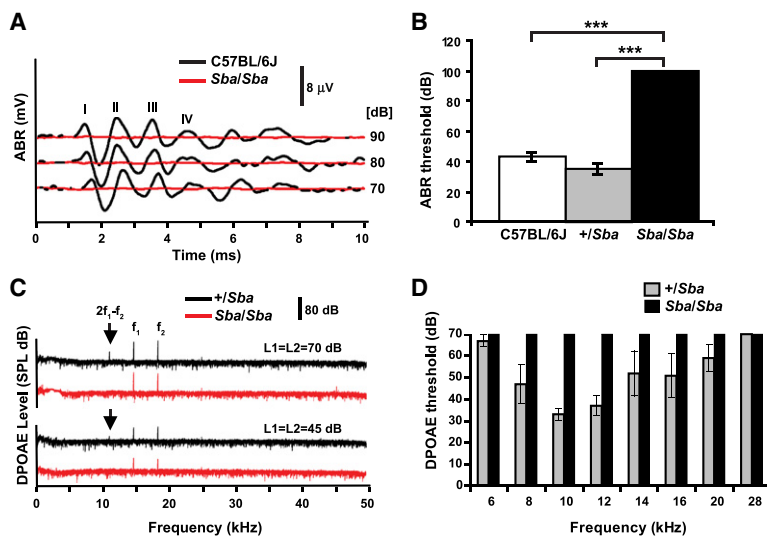 A
C57BL/6J
Sba/Sba
8 µV
I II III IV
[dB]
90
80
70
ABR (mV)
0 2 4 6 8 10
Time (ms)
B
***
***
ABR threshold (dB)
120
100
80
60
40
20
0
C57BL/6J +/Sba Sba/Sba
C
+/Sba
Sba/Sba
80 dB
2f1-f2 f1 f2
L1=L2=70 dB
L1=L2=45 dB
DPOAE Level (SPL dB)
0 10 20 30 40 50
Frequency (kHz)
D
+/Sba
Sba/Sba
DPOAE threshold (dB)
70
60
50
40
30
20
10
0
6 8 10 12 14 16 20 28
Frequency (kHz)